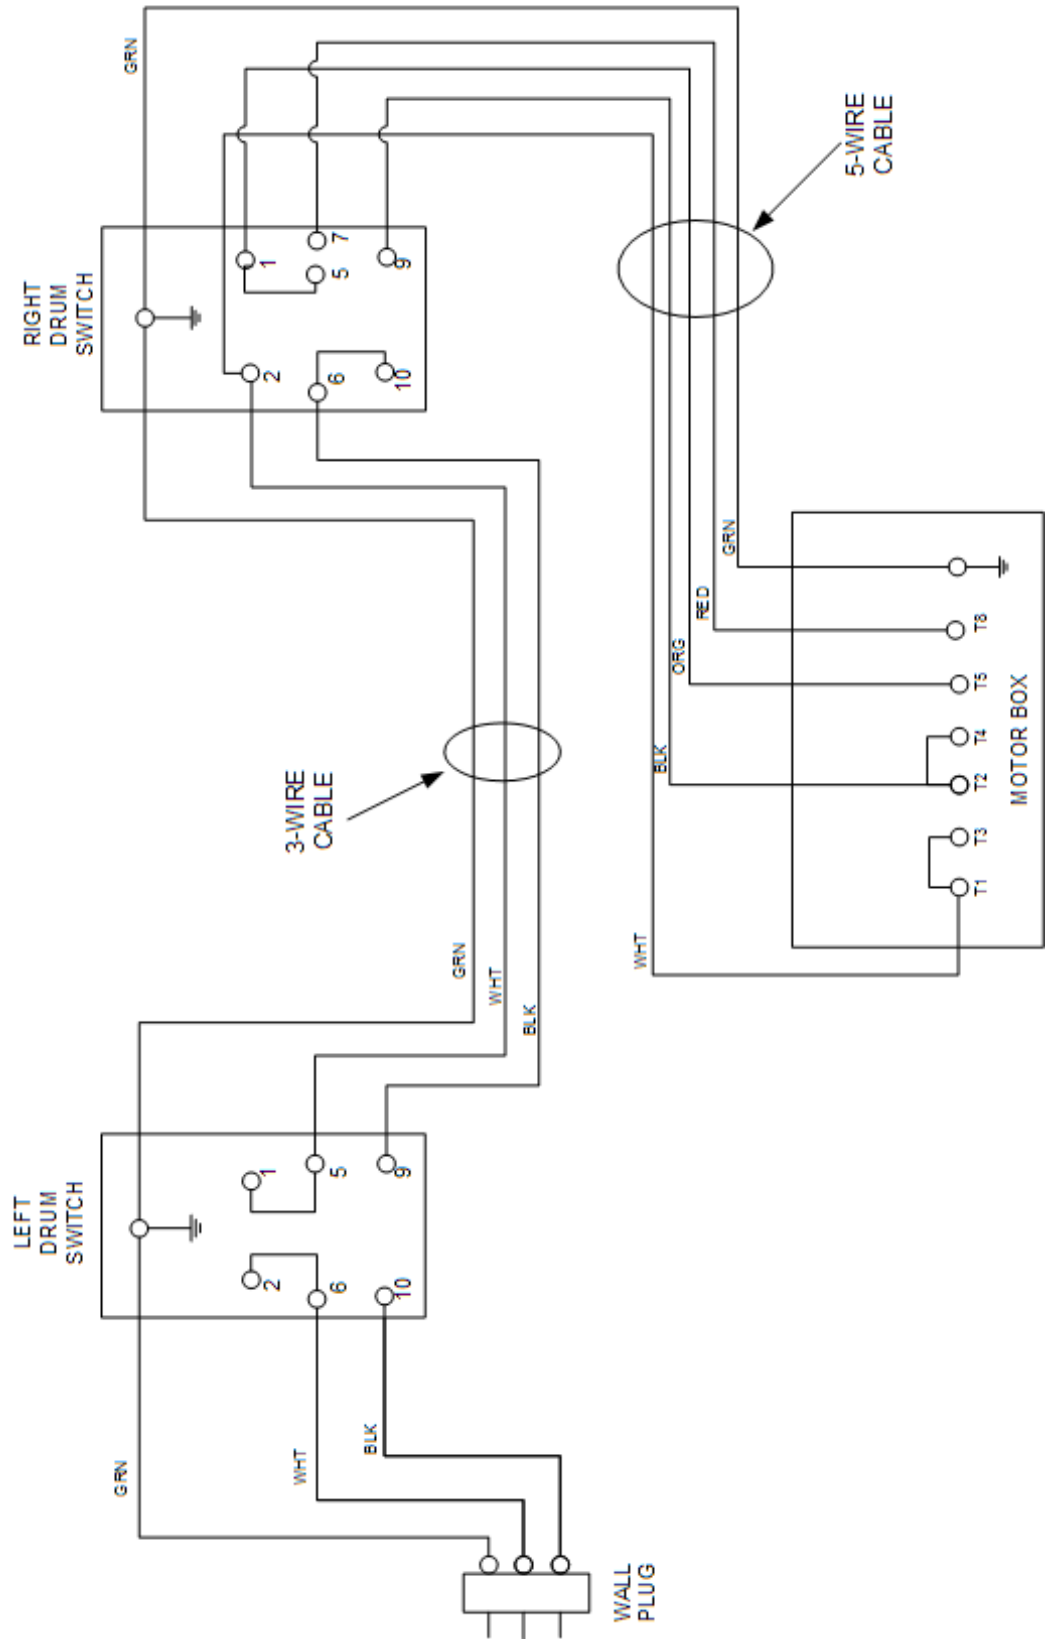 LEFT
DRUM
SWITCH
RIGHT
DRUM
SWITCH
GRN
GRN
WHT
BLK
WALL
PLUG
2
1
6
5
10
9
3-WIRE
CABLE
GRN
WHT
BLK
2
1
6
5
7
10
9
5-WIRE
CABLE
WHT
BLK
ORG
RED
GRN
T1
T3
T2
T4
T5
T8
MOTOR BOX